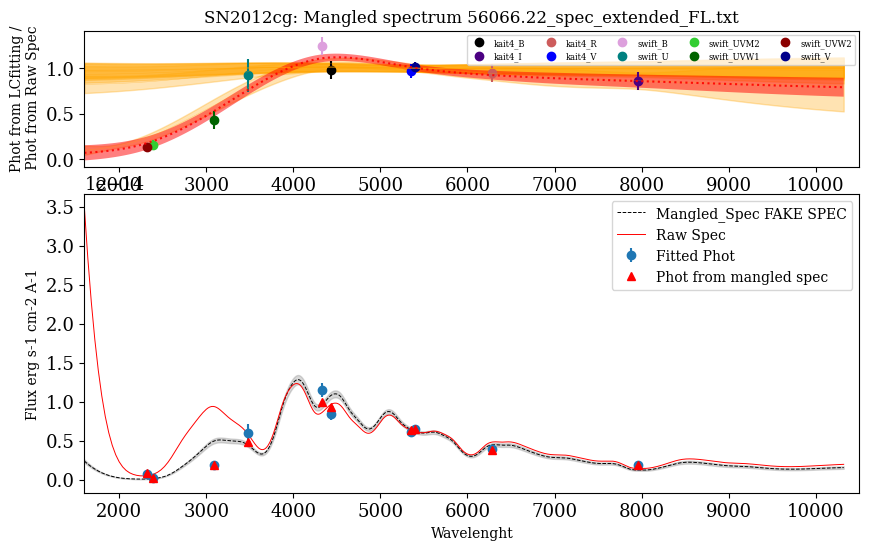 SN2012cg: Mangled spectrum 56066.22_spec_extended_FL.txt
Phot from LCfitting /
Phot from Raw Spec
1.0
0.5
0.0
kait4_B kait4_R swift_B swift_UVM2 swift_UVW2
kait4_I kait4_V swift_U swift_UVW1 swift_V
2000 3000 4000 5000 6000 7000 8000 9000 10000
1e−14
Flux erg s-1 cm-2 A-1
3.5
3.0
2.5
2.0
1.5
1.0
0.5
0.0
Mangled_Spec FAKE SPEC
Raw Spec
Fitted Phot
Phot from mangled spec
2000 3000 4000 5000 6000 7000 8000 9000 10000
Wavelenght